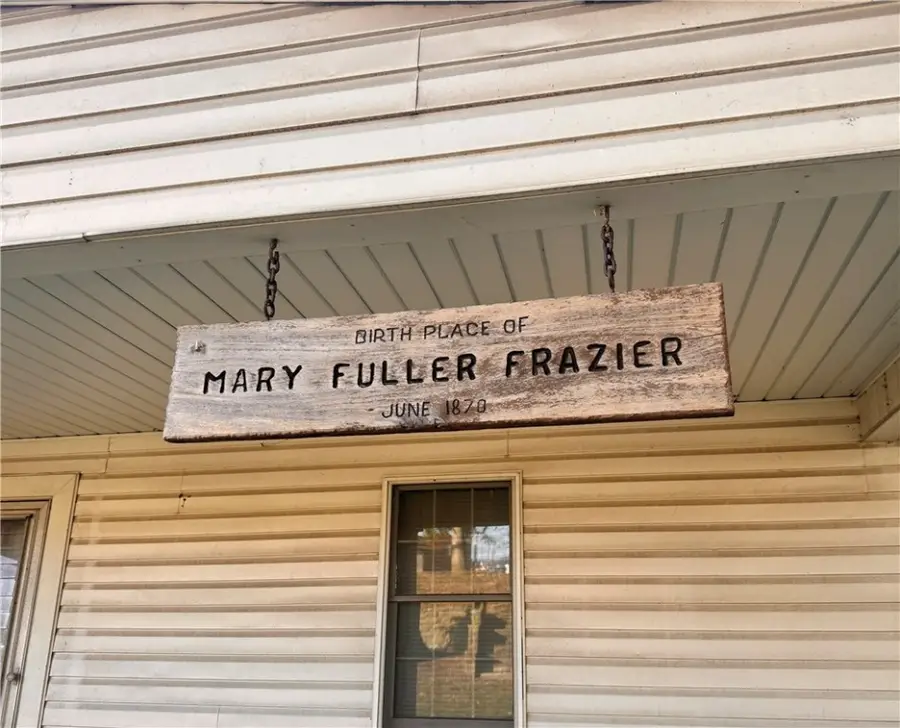 BIRTH PLACE OF
MARY FULLER FRAZIER
- JUNE 1870